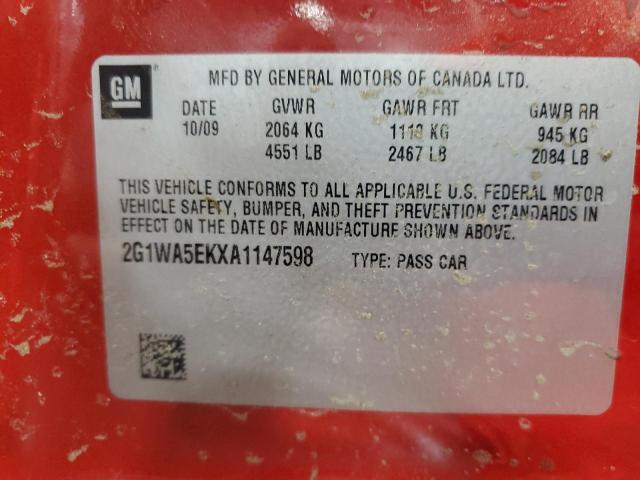 GM
MFD BY GENERAL MOTORS OF CANADA LTD.
DATE GVWR GAWR FRT GAWR RR
10/09 2064 KG 1119 KG 945 KG
4551 LB 2467 LB 2084 LB
THIS VEHICLE CONFORMS TO ALL APPLICABLE U.S. FEDERAL MOTOR
VEHICLE SAFETY, BUMPER, AND THEFT PREVENTION STANDARDS IN
EFFECT ON THE DATE OF MANUFACTURE SHOWN ABOVE.
2G1WA5EKXA1147598 TYPE: PASS CAR